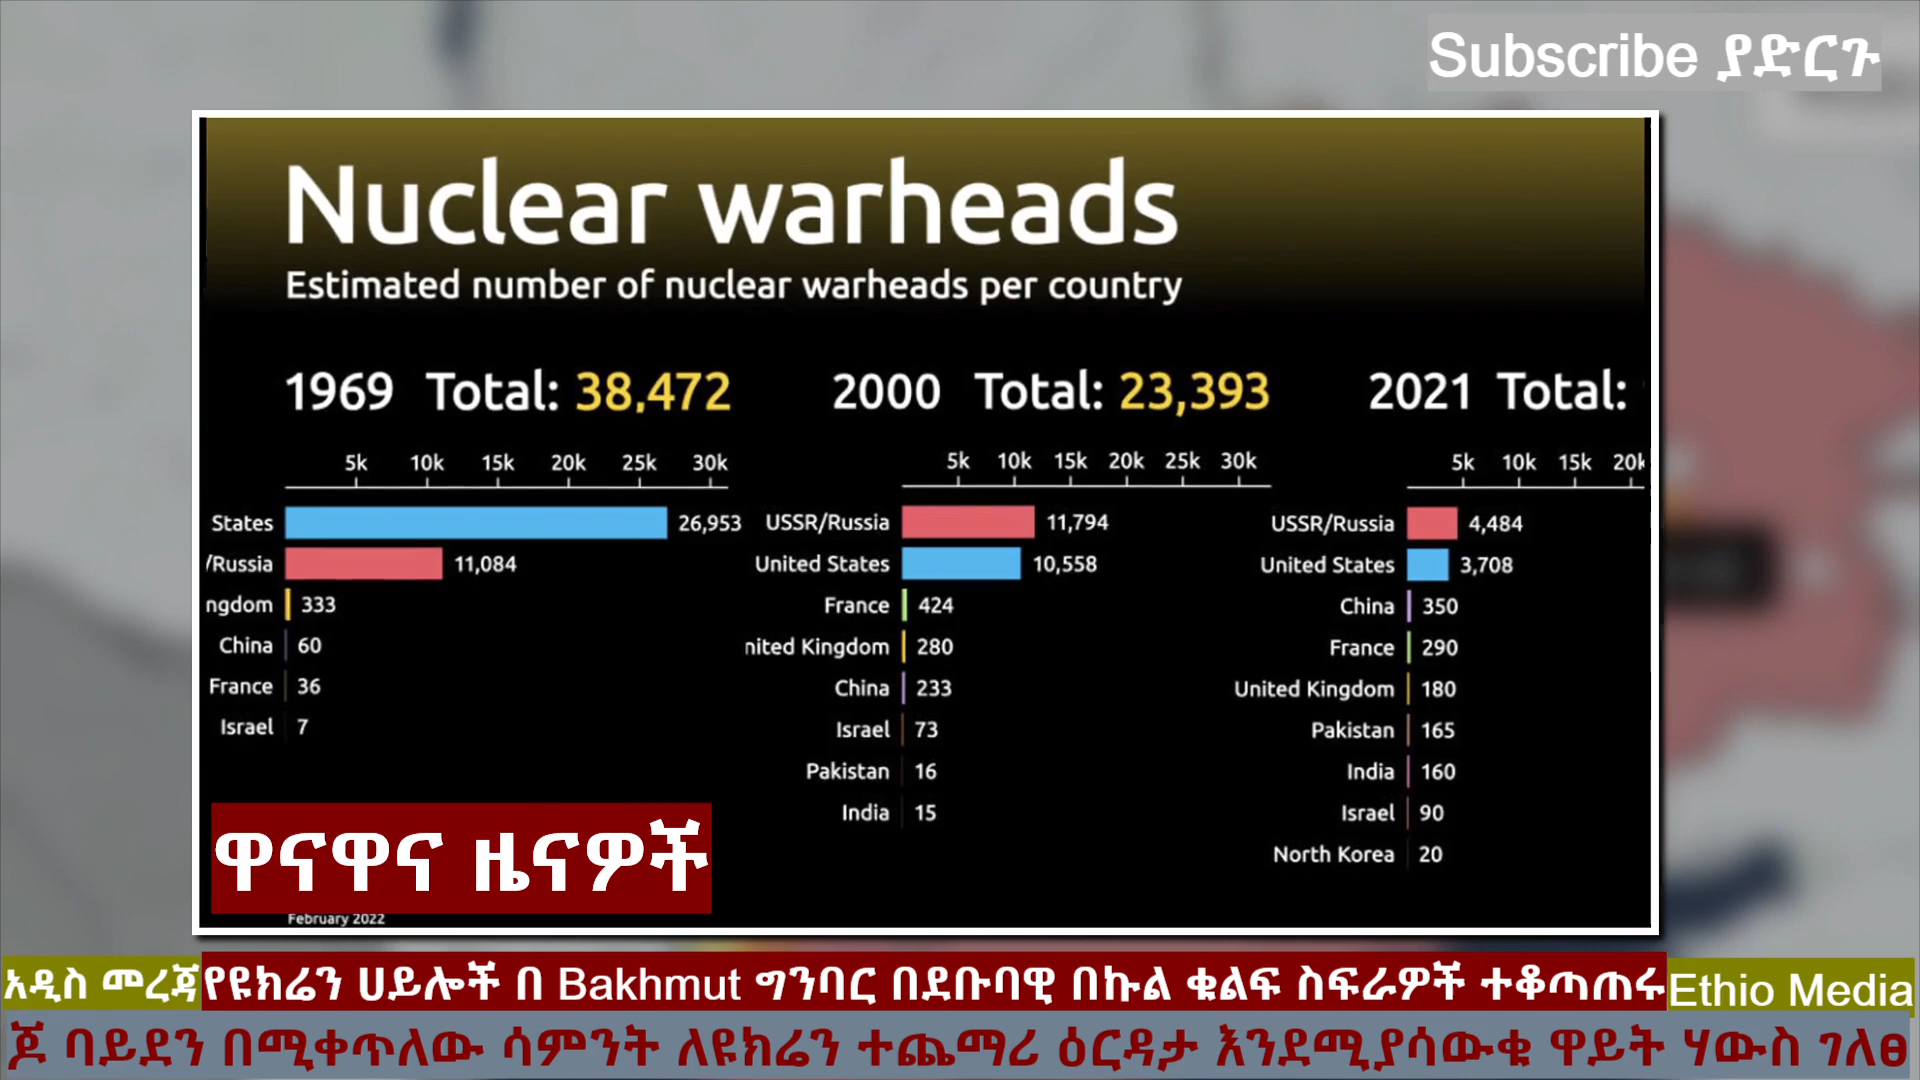 Subscribe ያድርጉ
Nuclear warheads
Estimated number of nuclear warheads per country
1969 Total: 38,472
5k 10k 15k 20k 25k 30k
States 26,953
/Russia 11,084
ngdom 333
China 60
France 36
Israel 7
2000 Total: 23,393
5k 10k 15k 20k 25k 30k
USSR/Russia 11,794
United States 10,558
France 424
nited Kingdom 280
China 233
Israel 73
Pakistan 16
India 15
2021 Total:
5k 10k 15k 20k
USSR/Russia 4,484
United States 3,708
China 350
France 290
United Kingdom 180
Pakistan 165
India 160
Israel 90
North Korea 20
ዋናዋና ዜናዎች
February 2022
አዲስ መረጃ የዩክሬን ሀይሎች በ Bakhmut ግንባር በደቡባዊ በኩል ቁልፍ ስፍራዎች ተቆጣጠሩ Ethio Media
ጆ ባይደን በሚቀጥለው ሳምንት ለዩክሬን ተጨማሪ ዕርዳታ እንደሚያሳውቁ ዋይት ሃውስ ገለፀ